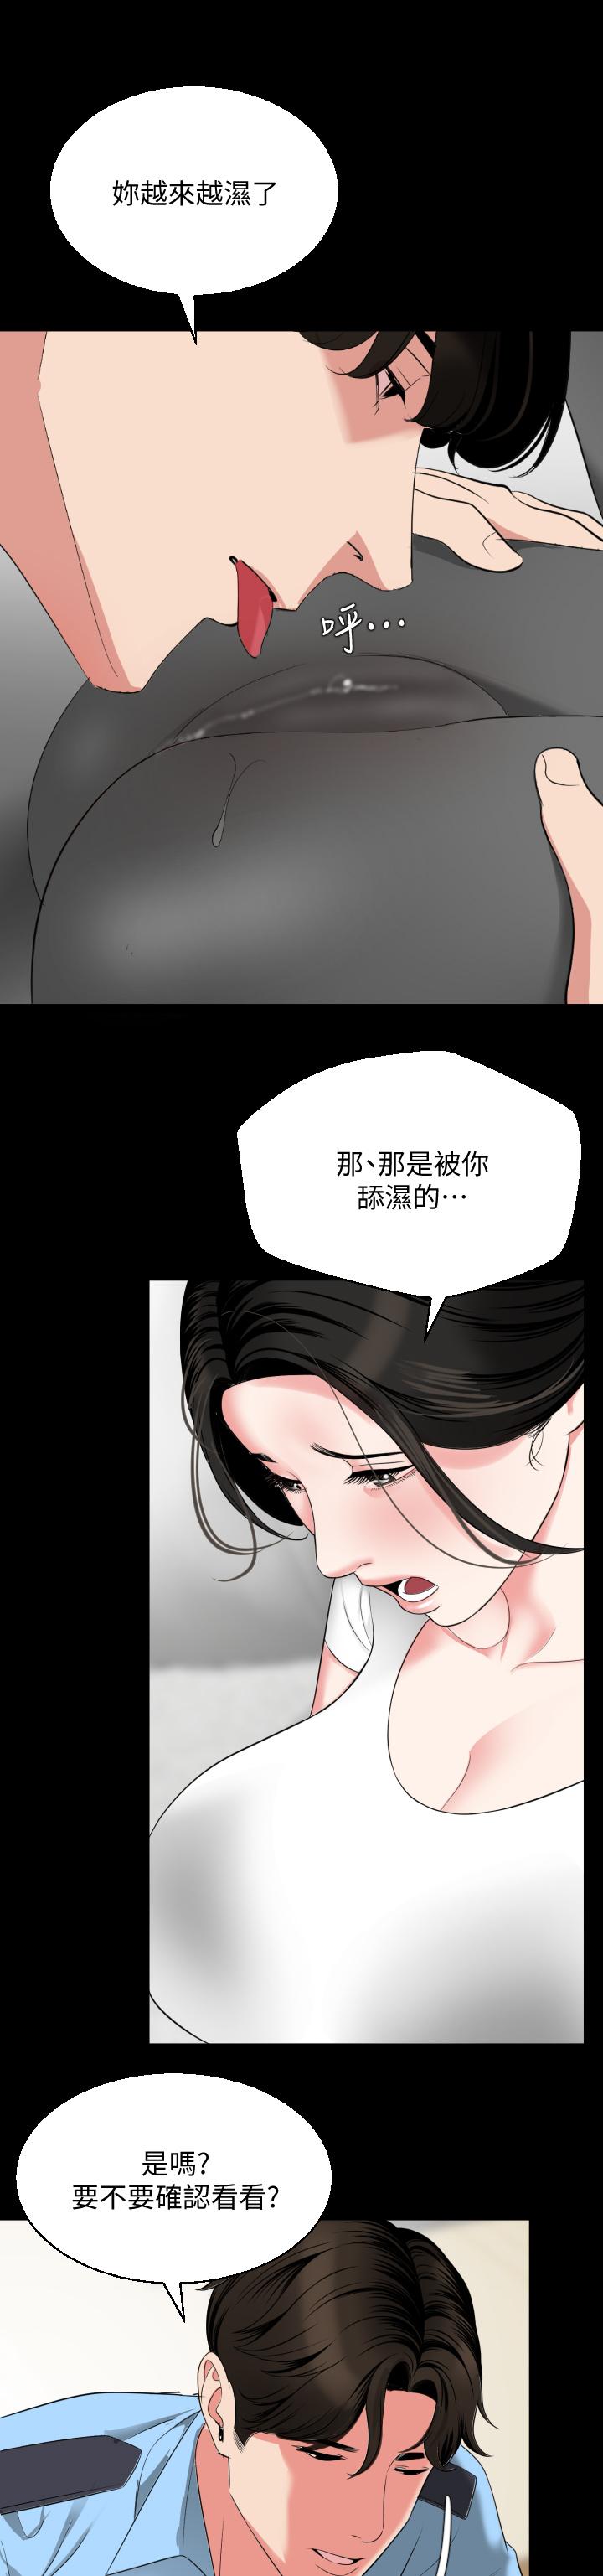 妳越來越濕了
呼…
那、那是被你
舔濕的…
是嗎?
要不要確認看看?